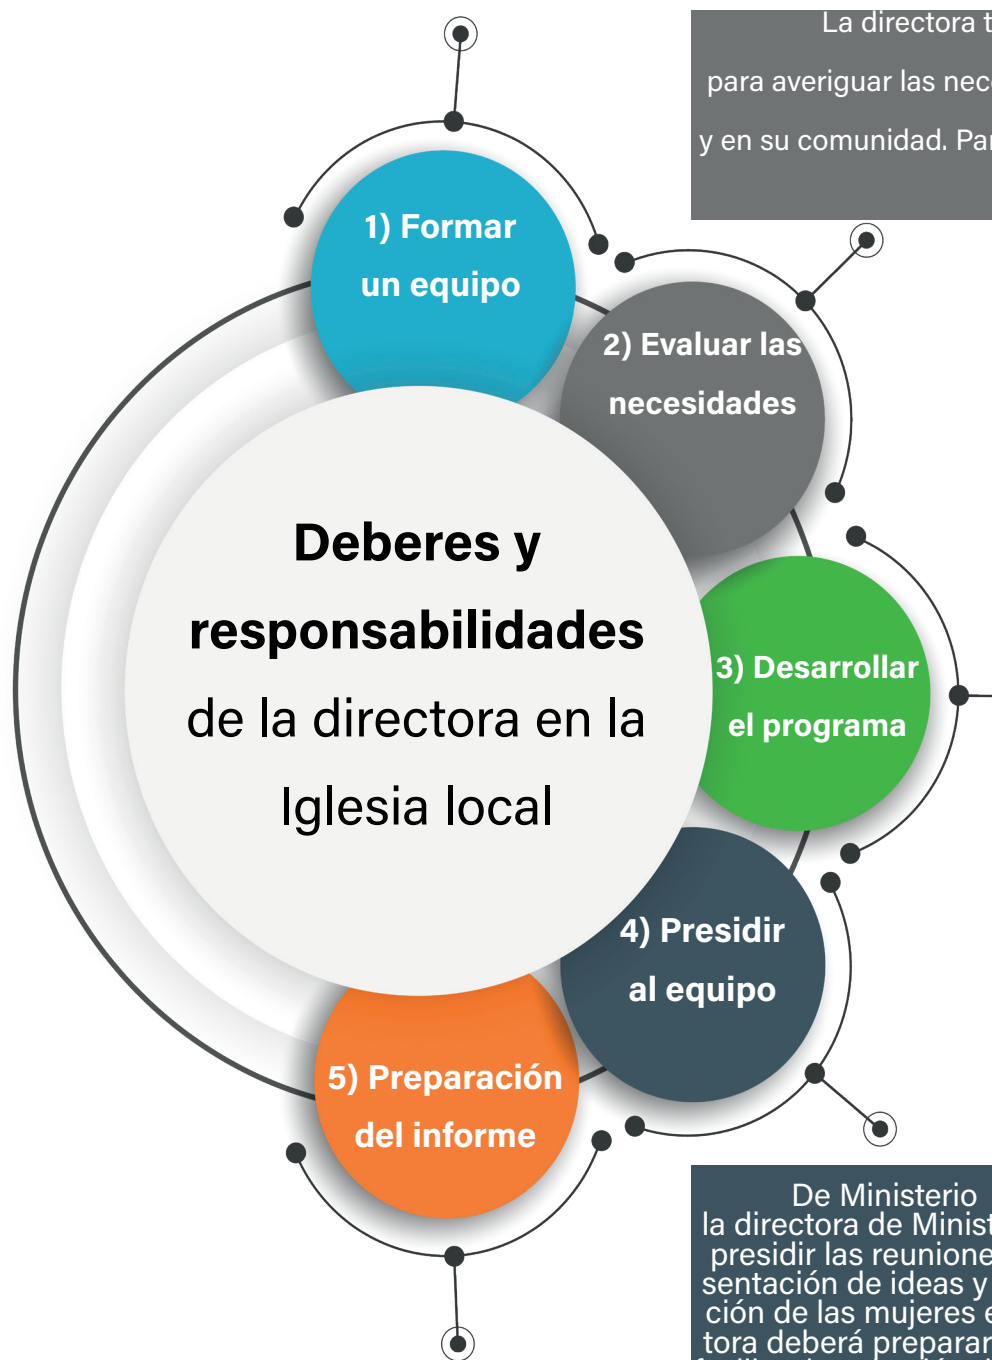 La directora
para averiguar las
y en su comunidad.
1) Formar
un equipo
2) Evaluar las
necesidades
Deberes y
responsabilidades
de la directora en la
Iglesia local
3) Desarrollar
el programa
4) Presidir
al equipo
5) Preparación
del informe
De Ministerio
la directora de
presidir las
sentación de ideas y
ción de las mujeres
tora deberá